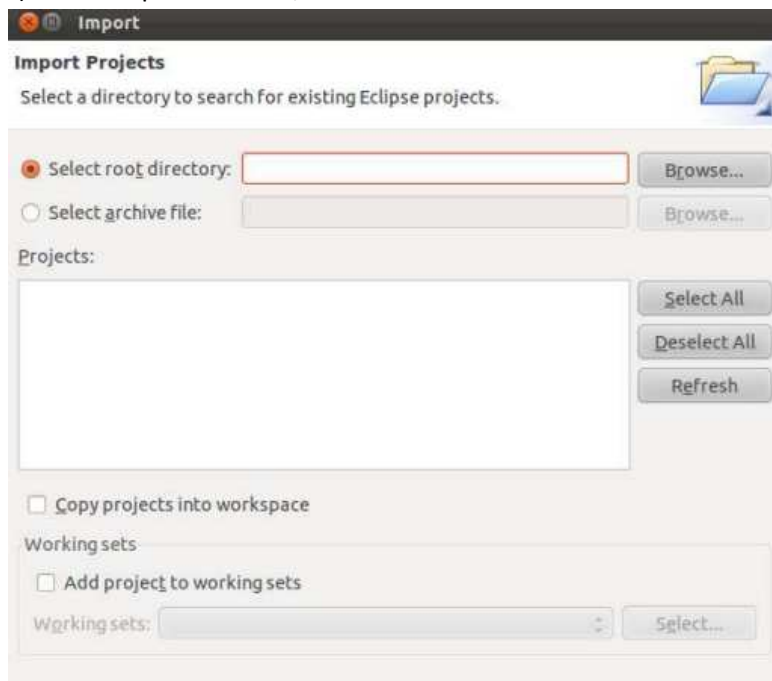 Import
Import Projects
Select a directory to search for existing Eclipse projects.
Select root directory: Browse...
Select archive file: Browse...
Projects:
Select All
Deselect All
Refresh
Copy projects into workspace
Working sets
Add project to working sets
Working sets: Select...